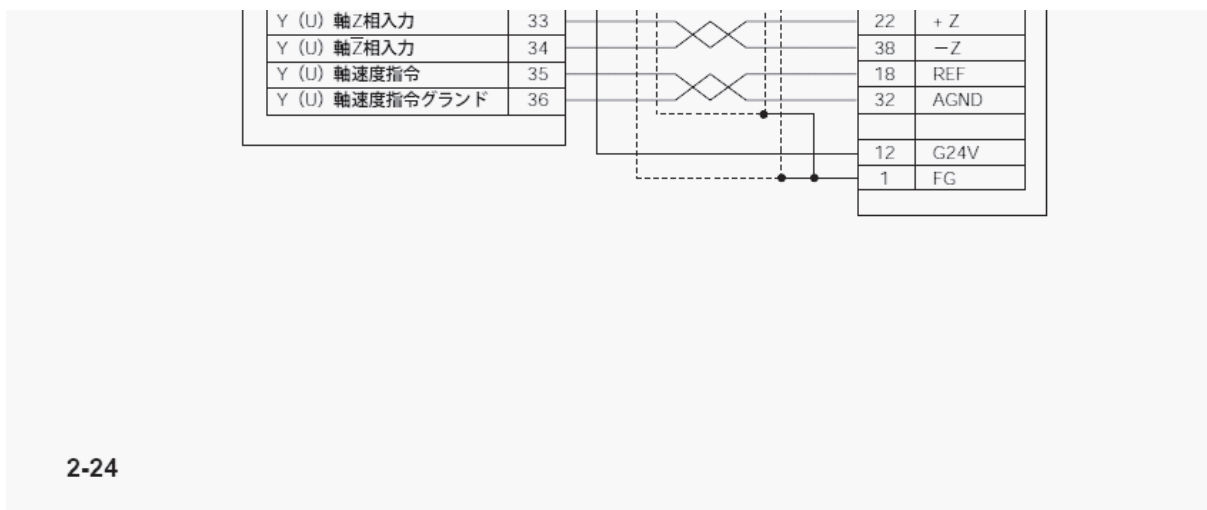 Y（U）軸Z相入力 33 22 + Z
Y（U）軸Z̅相入力 34 38 −Z
Y（U）軸速度指令 35 18 REF
Y（U）軸速度指令グランド 36 32 AGND
12 G24V
1 FG
2-24